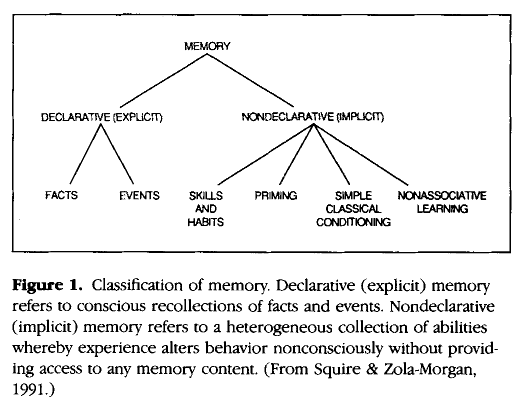 MEMORY
DECLARATIVE (EXPLICIT) NONDECLARATIVE (IMPLICIT)
FACTS EVENTS SKILLS PRIMING SIMPLE NONASSOCIATIVE
AND CLASSICAL LEARNING
HABITS CONDITIONING
Figure 1. Classification of memory. Declarative (explicit) memory
refers to conscious recollections of facts and events. Nondeclarative
(implicit) memory refers to a heterogeneous collection of abilities
whereby experience alters behavior nonconsciously without provid-
ing access to any memory content. (From Squire & Zola-Morgan,
1991.)